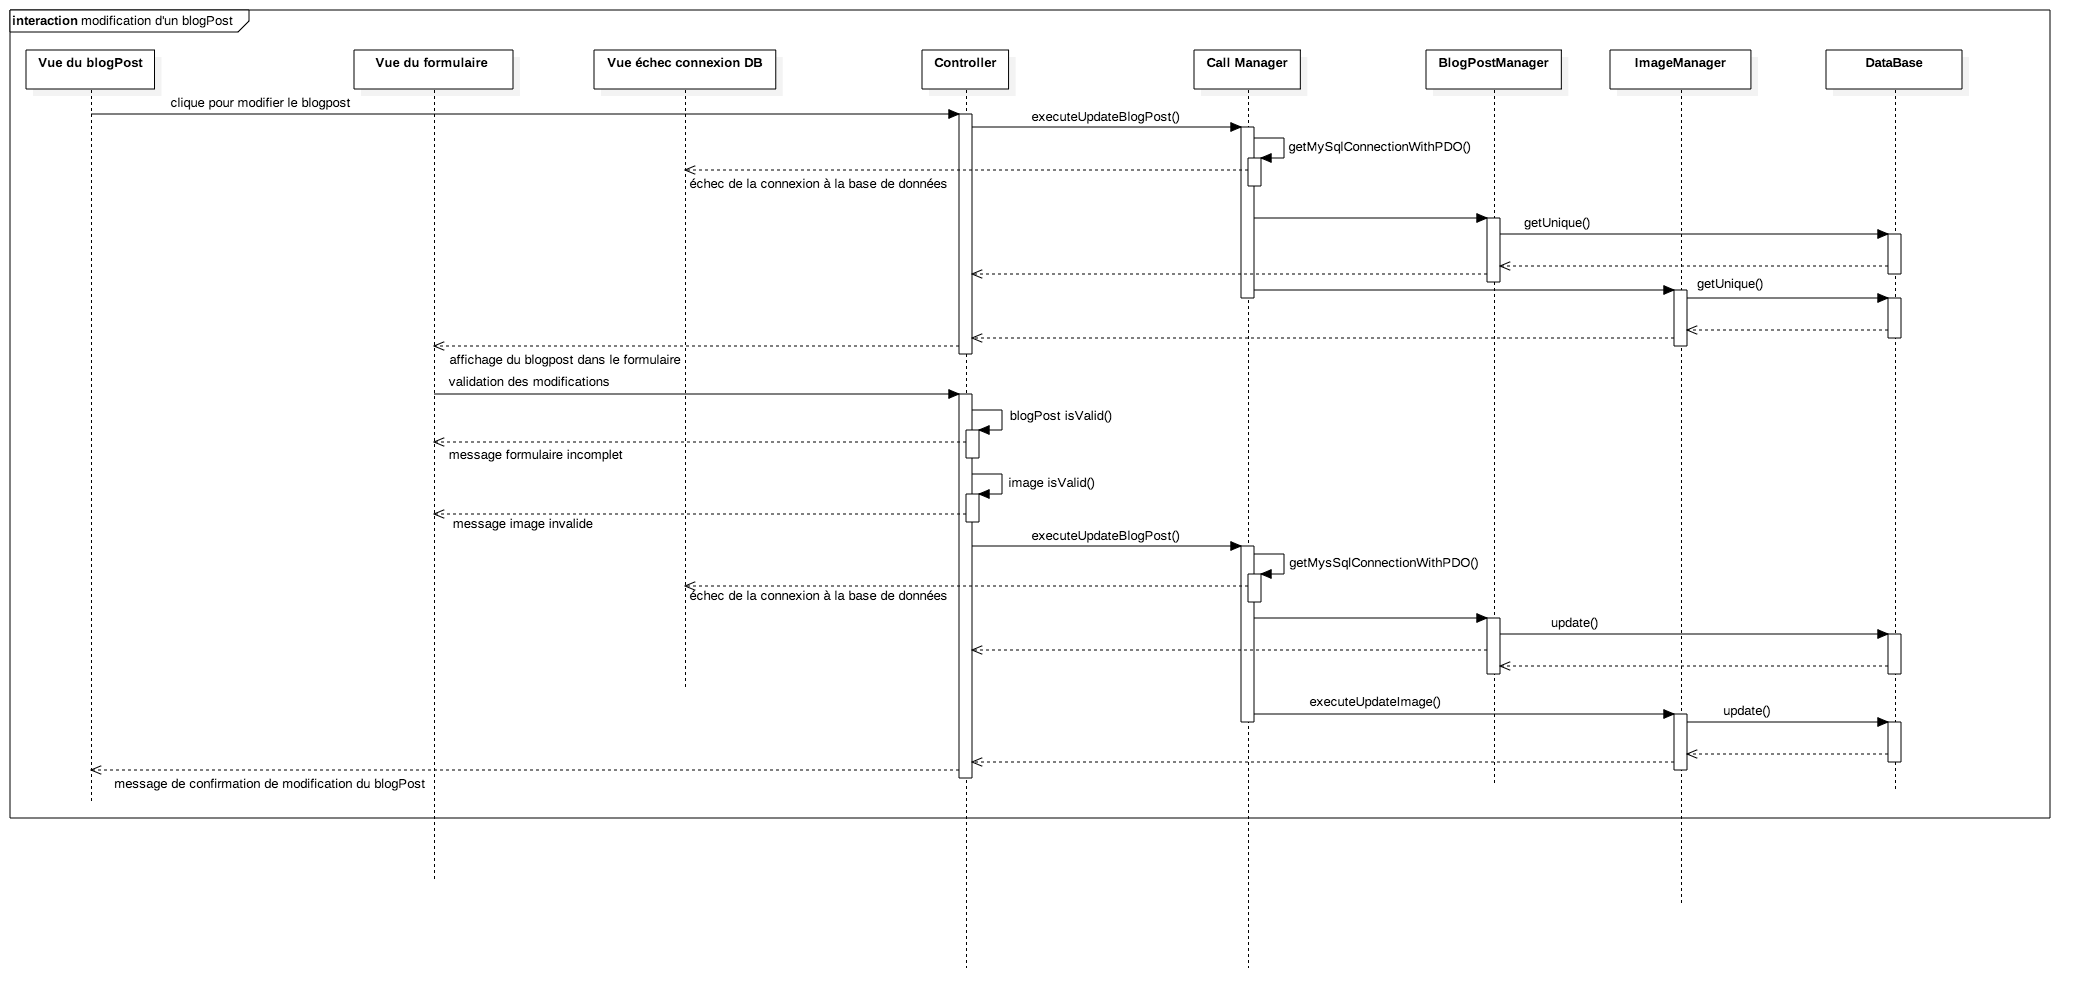 interaction modification d'un blogPost
Vue du blogPost
Vue du formulaire
Vue échec connexion DB
Controller
Call Manager
BlogPostManager
ImageManager
DataBase
clique pour modifier le blogpost
executeUpdateBlogPost()
getMySqlConnectionWithPDO()
échec de la connexion à la base de données
getUnique()
getUnique()
affichage du blogpost dans le formulaire
validation des modifications
blogPost isValid()
message formulaire incomplet
image isValid()
message image invalide
executeUpdateBlogPost()
getMysSqlConnectionWithPDO()
échec de la connexion à la base de données
update()
executeUpdateImage()
update()
message de confirmation de modification du blogPost